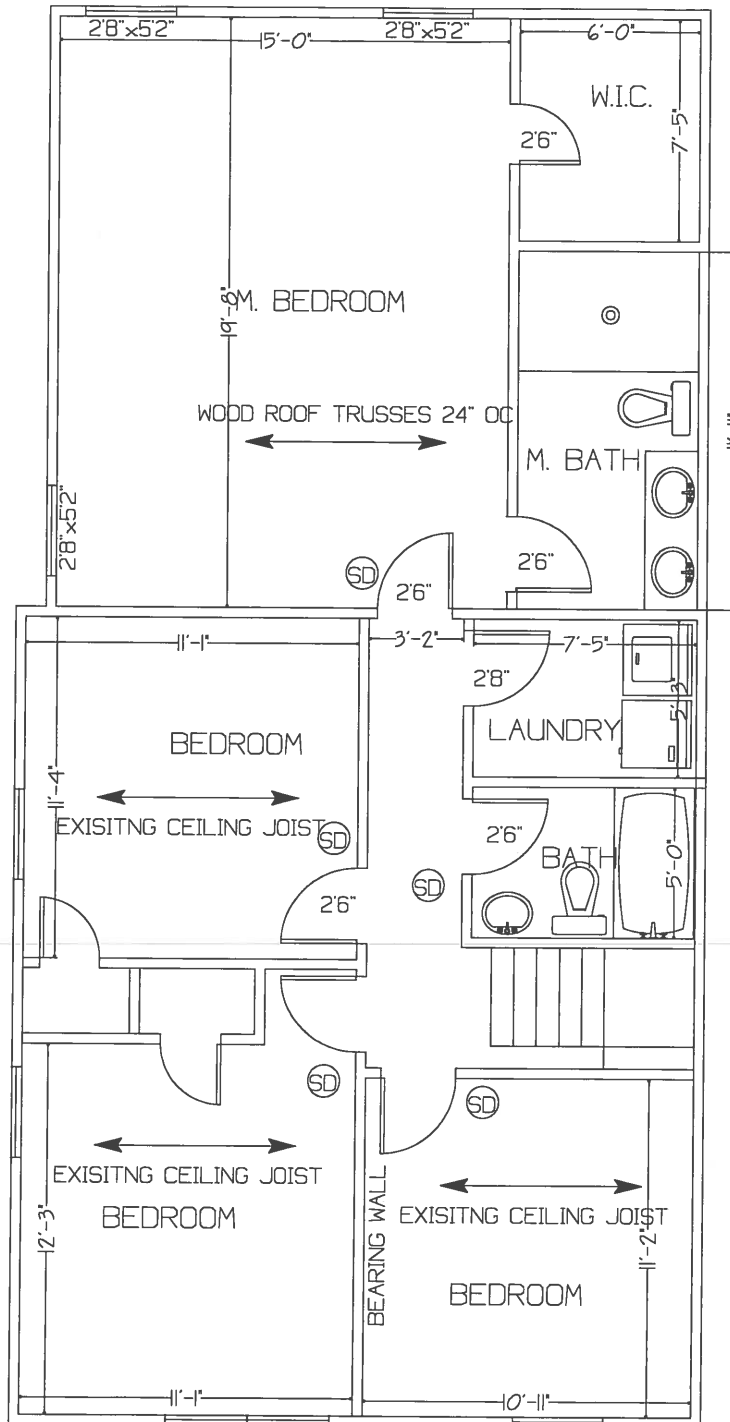 2'8"x5'2"
15'-0"
2'8"x5'2"
6'-0"
W.I.C.
7'-5"
2'6"
M. BEDROOM
19'-8"
WOOD ROOF TRUSSES 24" OC
M. BATH
2'8"x5'2"
SD
2'6"
2'6"
11'-1"
3'-2"
7'-5"
2'8"
5'-3"
LAUNDRY
BEDROOM
11'-4"
EXISITNG CEILING JOIST
SD
2'6"
BATH
5'-0"
SD
2'6"
SD
SD
EXISITNG CEILING JOIST
BEDROOM
12'-3"
BEARING WALL
EXISITNG CEILING JOIST
11'-2"
BEDROOM
11'-1"
10'-11"